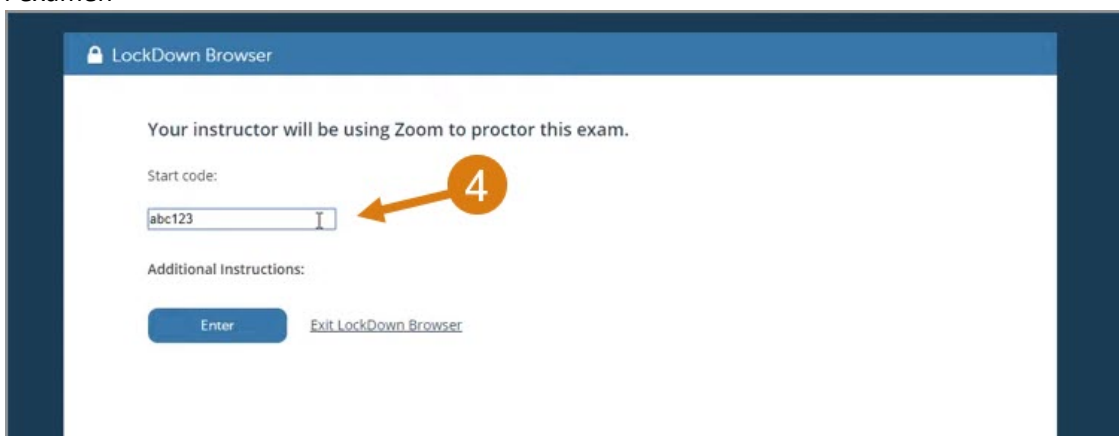 LockDown Browser
Your instructor will be using Zoom to proctor this exam.
Start code:
4
abc123
Additional Instructions:
Enter Exit LockDown Browser